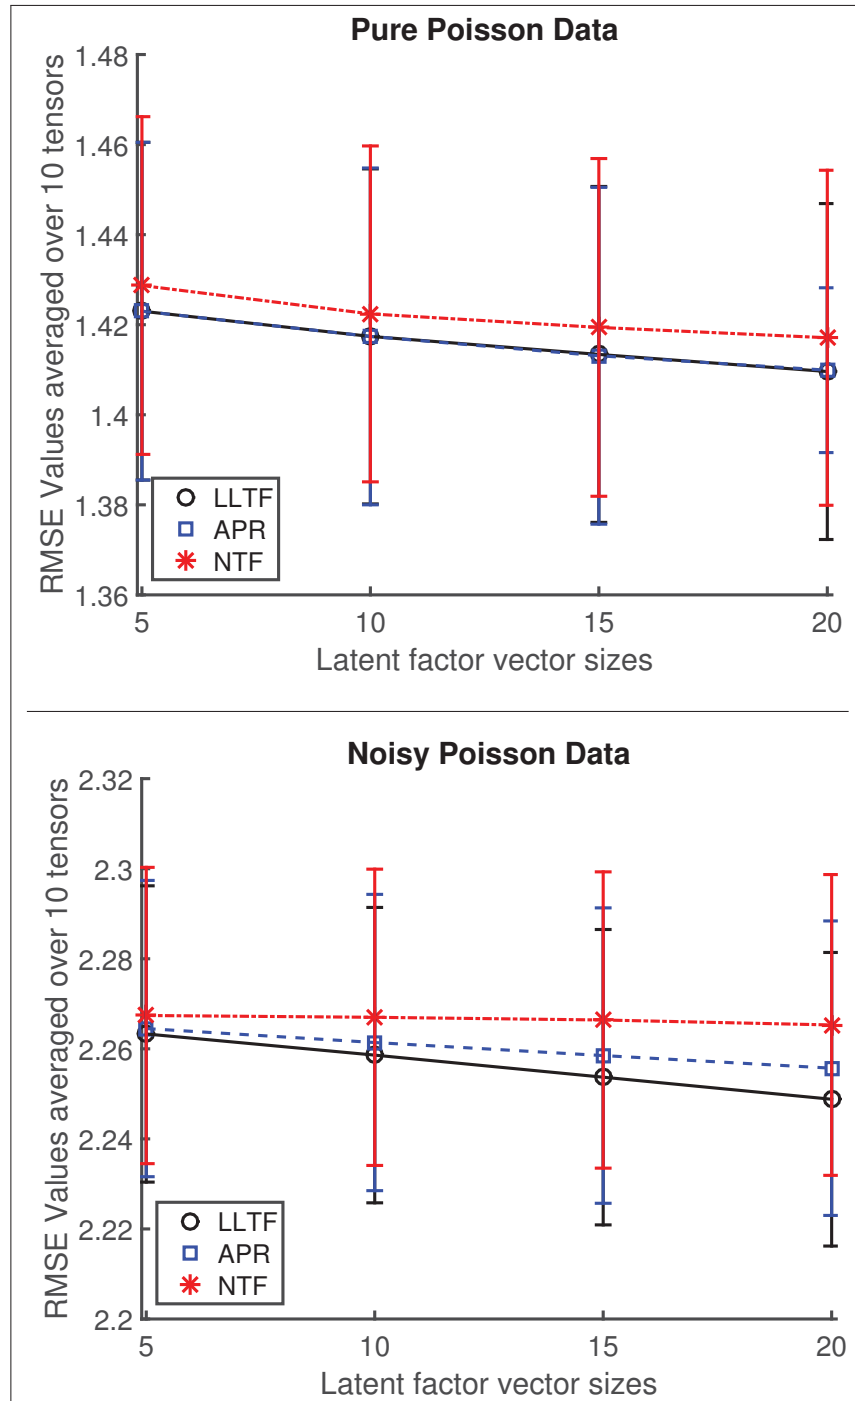 Pure Poisson Data
RMSE Values averaged over 10 tensors
1.48
1.46
1.44
1.42
1.4
1.38
1.36
LLTF
APR
NTF
5 10 15 20
Latent factor vector sizes
Noisy Poisson Data
RMSE Values averaged over 10 tensors
2.32
2.3
2.28
2.26
2.24
2.22
2.2
LLTF
APR
NTF
5 10 15 20
Latent factor vector sizes